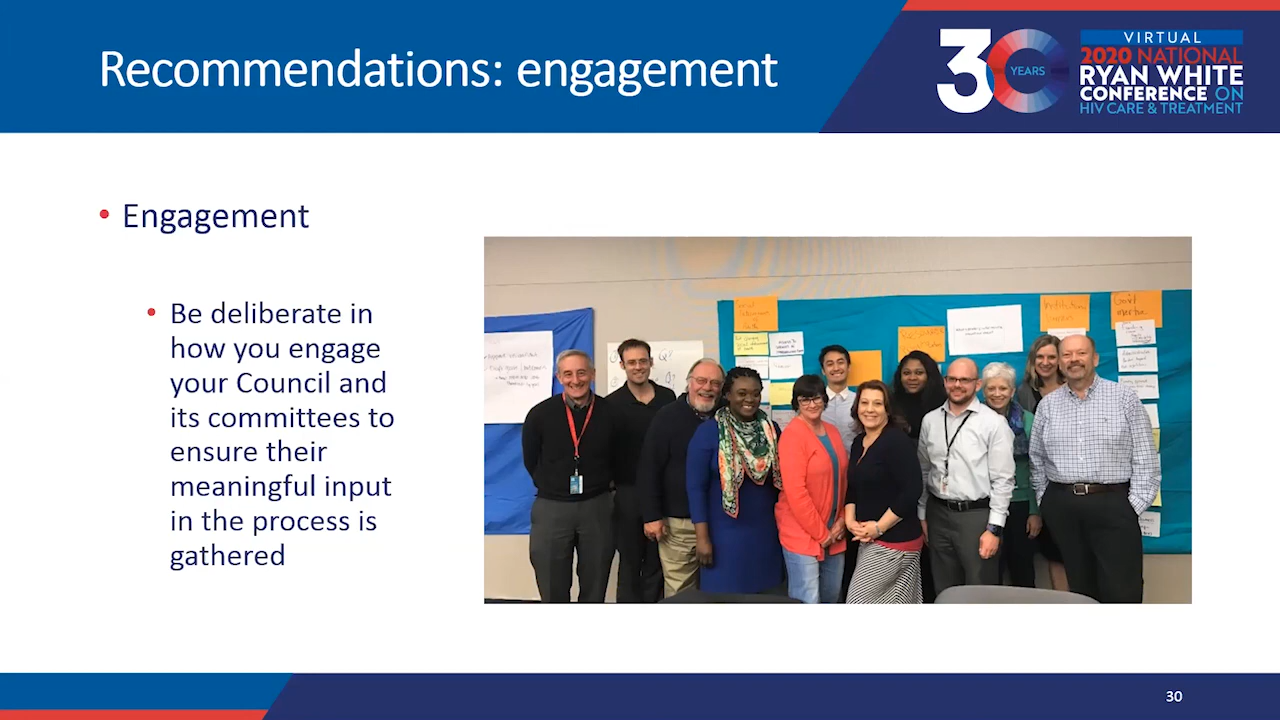 Recommendations: engagement
30
YEARS
VIRTUAL
2020 NATIONAL
RYAN WHITE
CONFERENCE ON
HIV CARE & TREATMENT
• Engagement
• Be deliberate in
how you engage
your Council and
its committees to
ensure their
meaningful input
in the process is
gathered
Q?
30